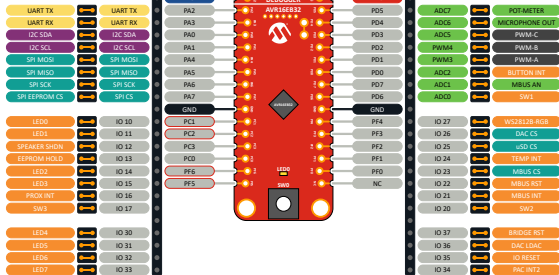 DEBUGGER
UART TX UART TX PA2 AVR16EB32 PD5 ADC7 POT-METER
UART RX UART RX PA3 PD4 ADC6 MICROPHONE OUT
I2C SDA I2C SDA PA0 PD3 ADC5 PWM-C
I2C SCL I2C SCL PA1 PD2 PWM4 PWM-B
SPI MOSI SPI MOSI PA4 PD1 PWM3 PWM-A
SPI MISO SPI MISO PA5 PD0 ADC2 BUTTON INT
SPI SCK SPI SCK PA6 PD7 ADC1 MBUS AN
SPI EEPROM CS SPI CS PA7 PD6 ADC0 SW1
GND AVR16EB32 GND
LED0 IO 10 PC1 PF4 IO 27 WS2812B-RGB
LED1 IO 11 PC2 PF3 IO 26 DAC CS
SPEAKER SHDN IO 12 PC3 PF2 IO 25 uSD CS
EEPROM HOLD IO 13 PC0 PF1 IO 24 TEMP INT
LED2 IO 14 PF6 LED0 PF0 IO 23 MBUS CS
LED3 IO 15 PF5 SW0 NC IO 22 MBUS RST
PROX INT IO 16 IO 21 MBUS INT
SW3 IO 17 IO 20 SW2
LED4 IO 30 IO 37 BRIDGE RST
LED5 IO 31 IO 36 DAC LDAC
LED6 IO 32 IO 35 IO RESET
LED7 IO 33 IO 34 PAC INT2